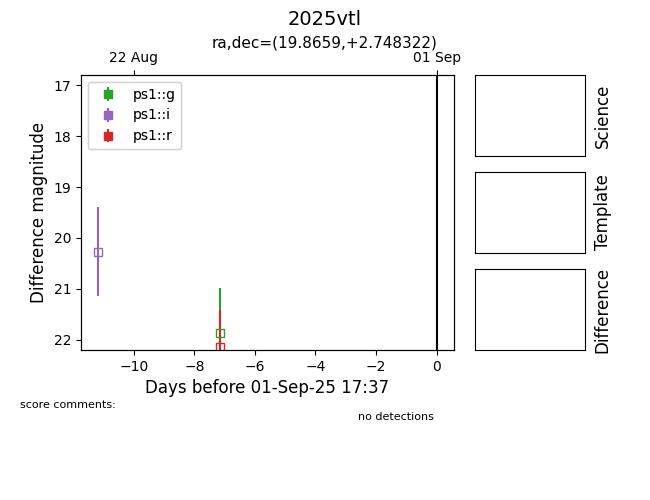 2025vtl
ra,dec=(19.8659,+2.748322)
22 Aug
01 Sep
ps1::g
ps1::i
ps1::r
17
18
19
20
21
22
Difference magnitude
−10
−8
−6
−4
−2
0
Days before 01-Sep-25 17:37
Science
Template
Difference
score comments:
no detections